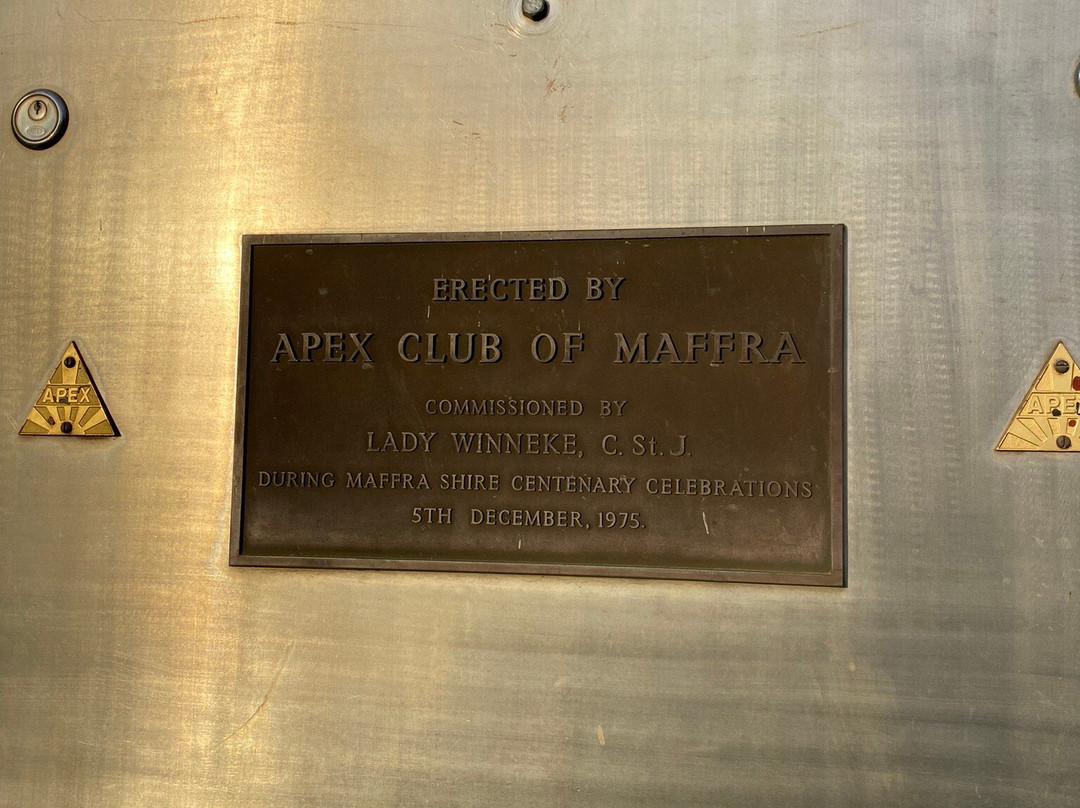 ERECTED BY
APEX CLUB OF MAFFRA
COMMISSIONED BY
LADY WINNEKE, C. St. J.
DURING MAFFRA SHIRE CENTENARY CELEBRATIONS
5TH DECEMBER, 1975.
APEX
APE